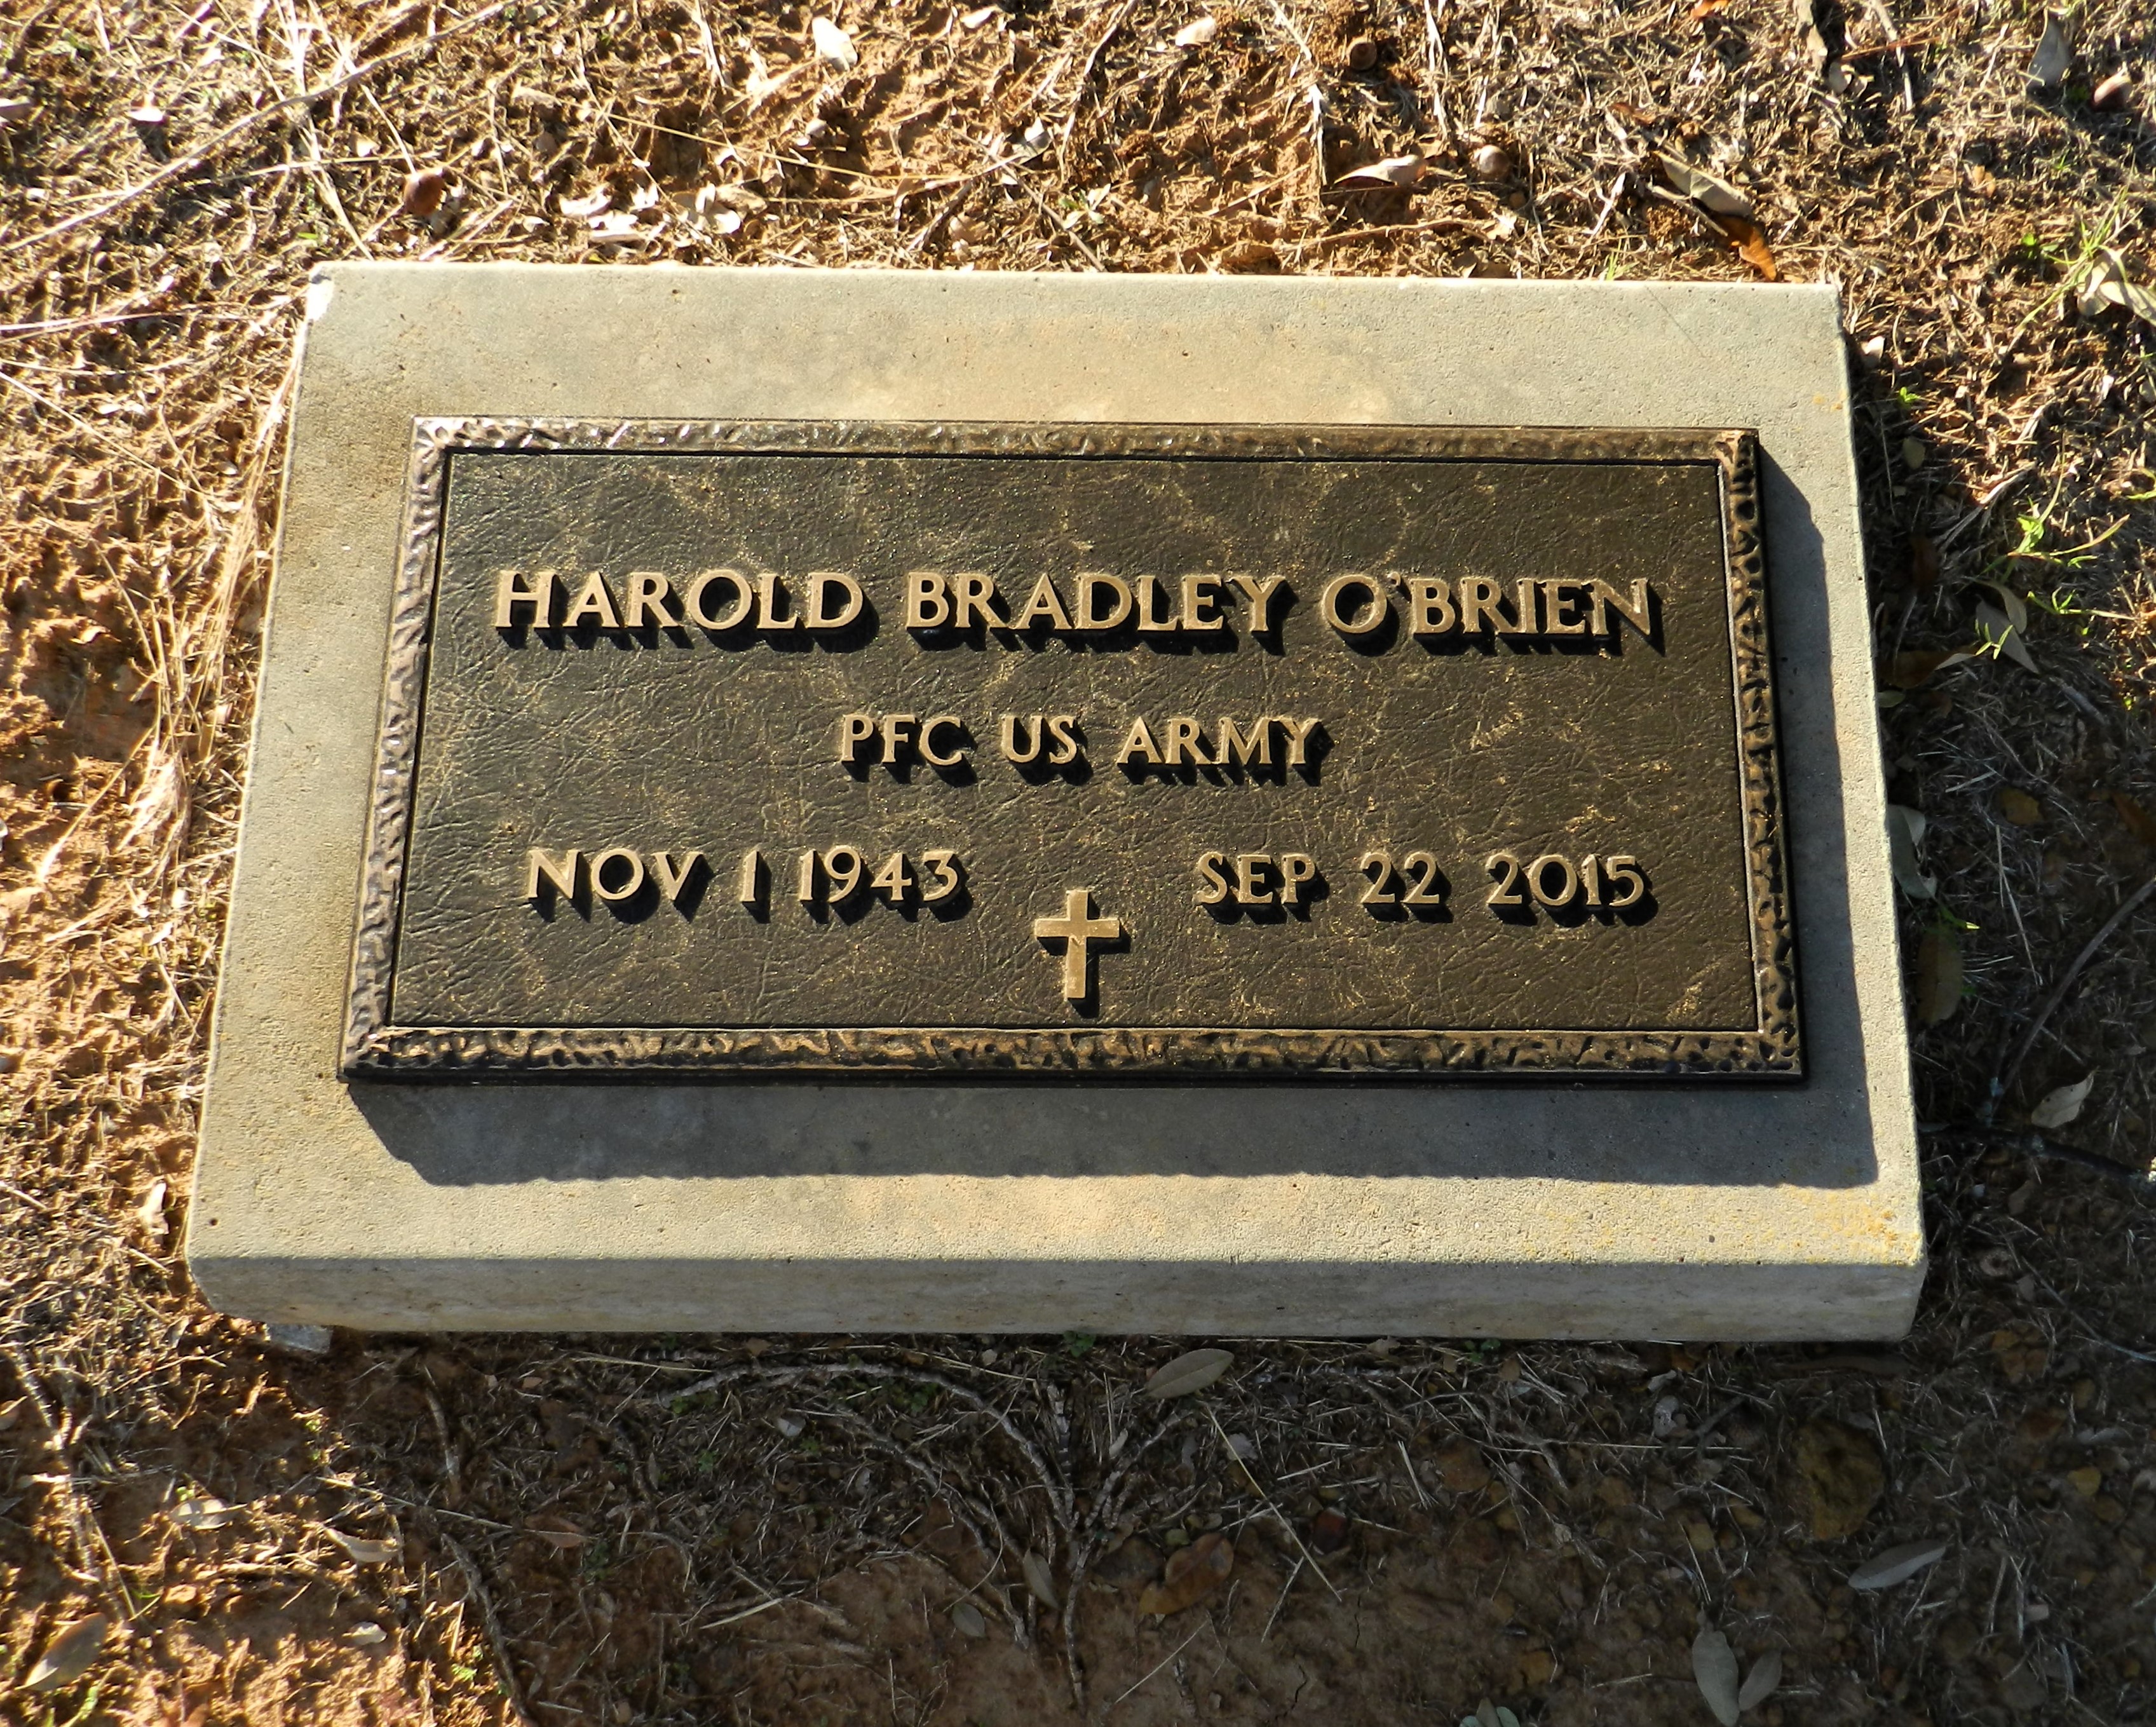 HAROLD BRADLEY O'BRIEN
PFC US ARMY
NOV 1 1943 SEP 22 2015